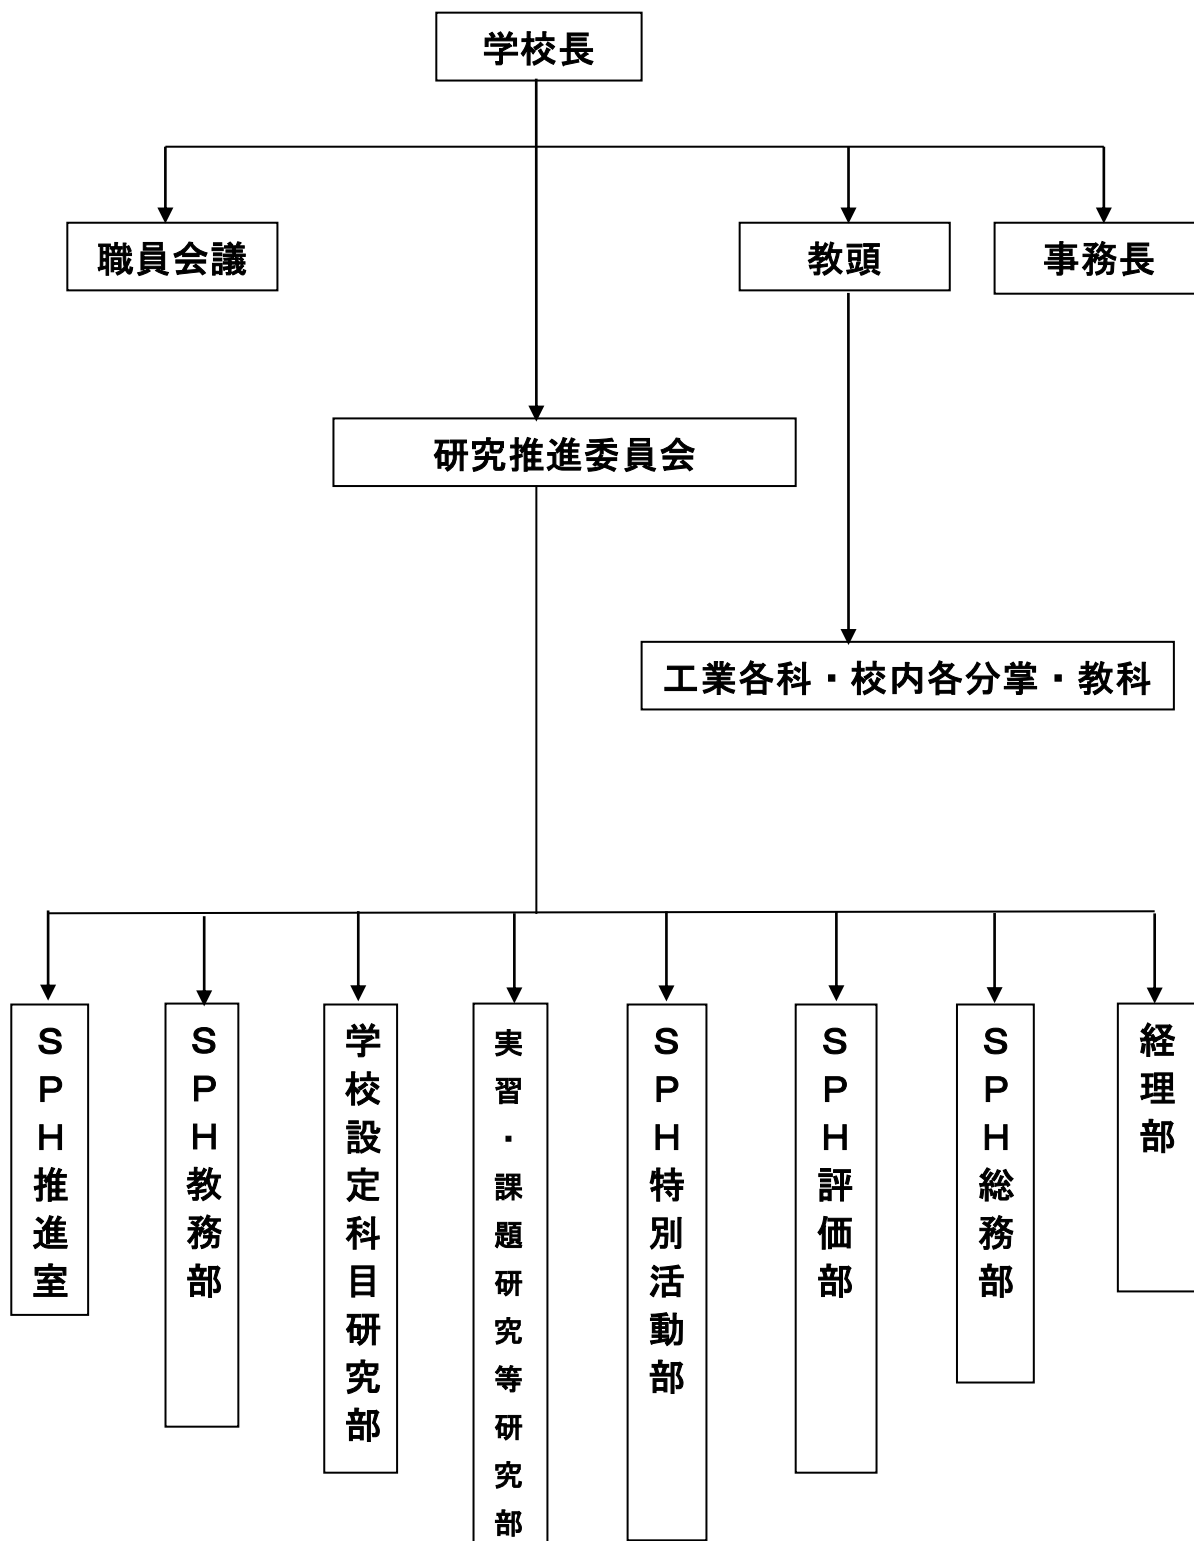 学校長
職員会議
教頭
事務長
研究推進委員会
工業各科・校内各分掌・教科
ＳＰＨ推進室
ＳＰＨ教務部
学校設定科目研究部
実習・課題研究等研究部
ＳＰＨ特別活動部
ＳＰＨ評価部
ＳＰＨ総務部
経理部